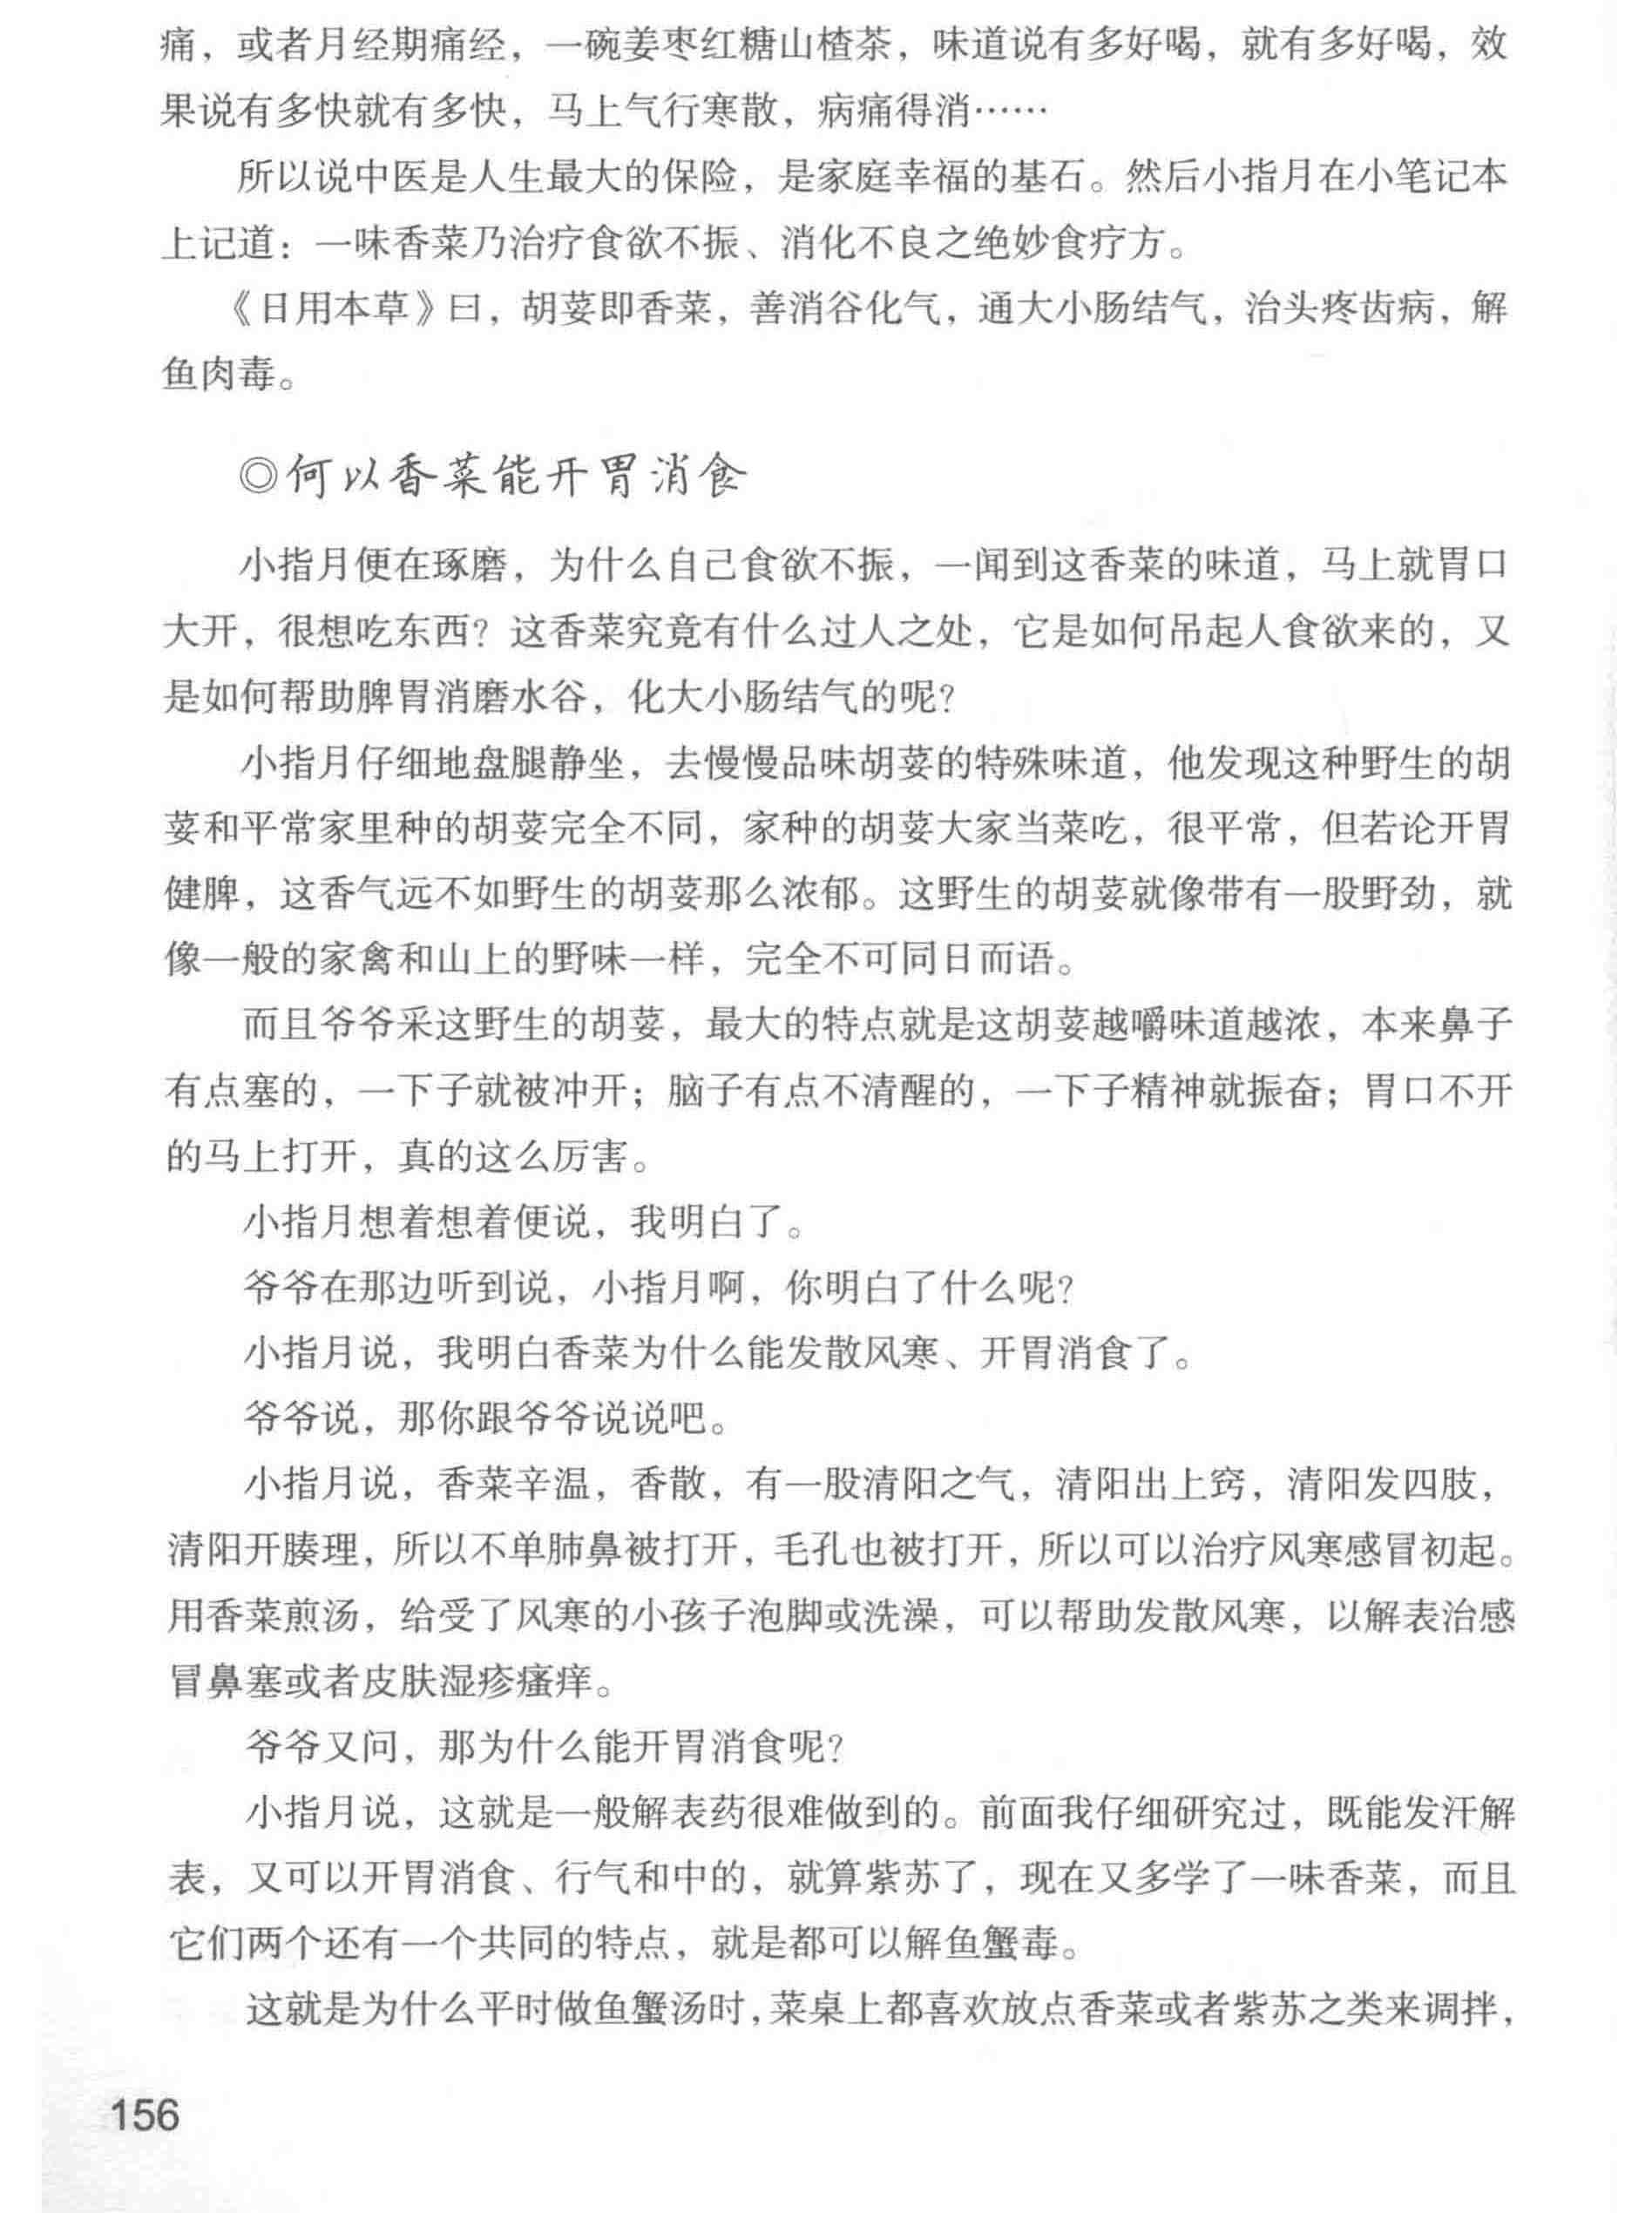 痛，或者月经期痛经，一碗姜枣红糖山楂茶，味道说有多好喝，就有多好喝，效
果说有多快就有多快，马上气行寒散，病痛得消……
所以说中医是人生最大的保险，是家庭幸福的基石。然后小指月在小笔记本
上记道：一味香菜乃治疗食欲不振、消化不良之绝妙食疗方。
《日用本草》曰，胡荽即香菜，善消谷化气，通大小肠结气，治头疼齿病，解
鱼肉毒。
◎何以香菜能开胃消食
小指月便在琢磨，为什么自己食欲不振，一闻到这香菜的味道，马上就胃口
大开，很想吃东西？这香菜究竟有什么过人之处，它是如何吊起人食欲来的，又
是如何帮助脾胃消磨水谷，化大小肠结气的呢？
小指月仔细地盘腿静坐，去慢慢品味胡荽的特殊味道，他发现这种野生的胡
荽和平常家里种的胡荽完全不同，家种的胡荽大家当菜吃，很平常，但若论开胃
健脾，这香气远不如野生的胡荽那么浓郁。这野生的胡荽就像带有一股野劲，就
像一般的家禽和山上的野味一样，完全不可同日而语。
而且爷爷采这野生的胡荽，最大的特点就是这胡荽越嚼味道越浓，本来鼻子
有点塞的，一下子就被冲开；脑子有点不清醒的，一下子精神就振奋；胃口不开
的马上打开，真的这么厉害。
小指月想着想着便说，我明白了。
爷爷在那边听到说，小指月啊，你明白了什么呢？
小指月说，我明白香菜为什么能发散风寒、开胃消食了。
爷爷说，那你跟爷爷说说吧。
小指月说，香菜辛温，香散，有一股清阳之气，清阳出上窍，清阳发四肢，
清阳开腠理，所以不单肺鼻被打开，毛孔也被打开，所以可以治疗风寒感冒初起。
用香菜煎汤，给受了风寒的小孩子泡脚或洗澡，可以帮助发散风寒，以解表治感
冒鼻塞或者皮肤湿疹瘙痒。
爷爷又问，那为什么能开胃消食呢？
小指月说，这就是一般解表药很难做到的。前面我仔细研究过，既能发汗解
表，又可以开胃消食、行气和中的，就算紫苏了，现在又多学了一味香菜，而且
它们两个还有一个共同的特点，就是都可以解鱼蟹毒。
这就是为什么平时做鱼蟹汤时，菜桌上都喜欢放点香菜或者紫苏之类来调拌，
156